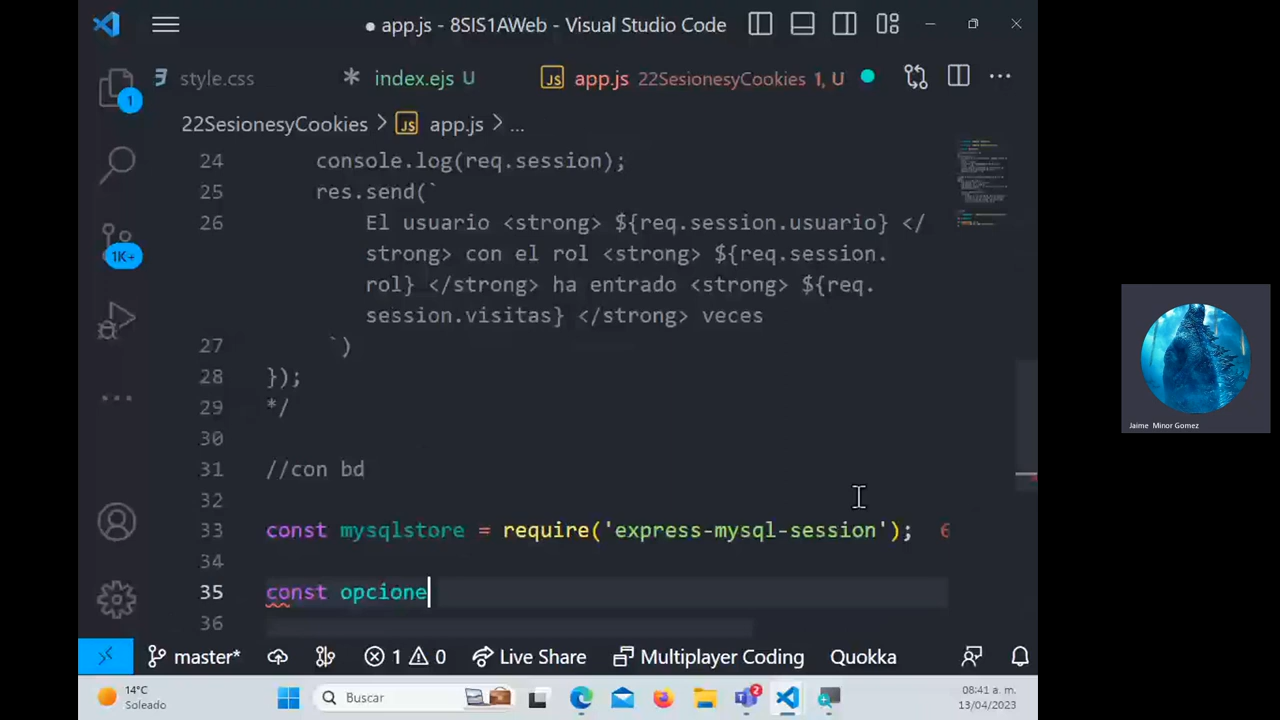 app.js - 8SIS1AWeb - Visual Studio Code
style.css
index.ejs U
JS app.js 22SesionesyCookies 1, U
22SesionesyCookies > JS app.js > ...
1
24 console.log(req.session);
25 res.send(`
26 El usuario <strong> ${req.session.usuario} </
strong> con el rol <strong> ${req.session.
rol} </strong> ha entrado <strong> ${req.
session.visitas} </strong> veces
27 `)
28 });
29 */
30
31 //con bd
32
33 const mysqlstore = require('express-mysql-session'); 6
34
35 const opcione
36
1K+
master* 1 0 Live Share Multiplayer Coding Quokka
14°C
Soleado
Buscar
2
08:41 a. m.
13/04/2023
Jaime Minor Gomez